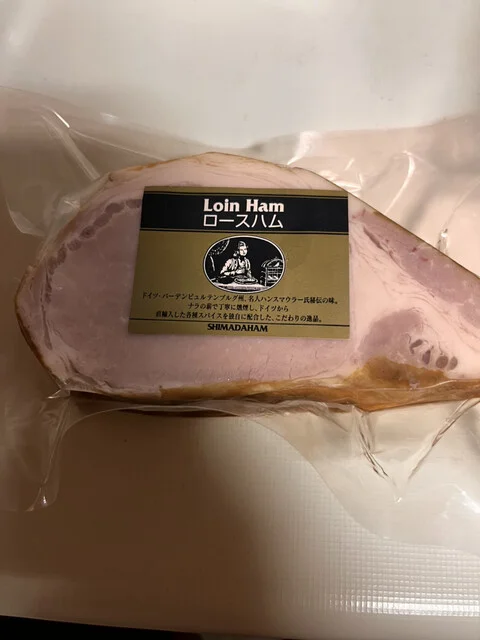 Loin Ham
ロースハム
ドイツ・バーデンビュルテンブルグ州、名人ハンスマウラー氏秘伝の味。
ナラの薪で丁寧に燻煙し、ドイツから
直輸入した各種スパイスを独自に配合した、こだわりの逸品。
SHIMADAHAM